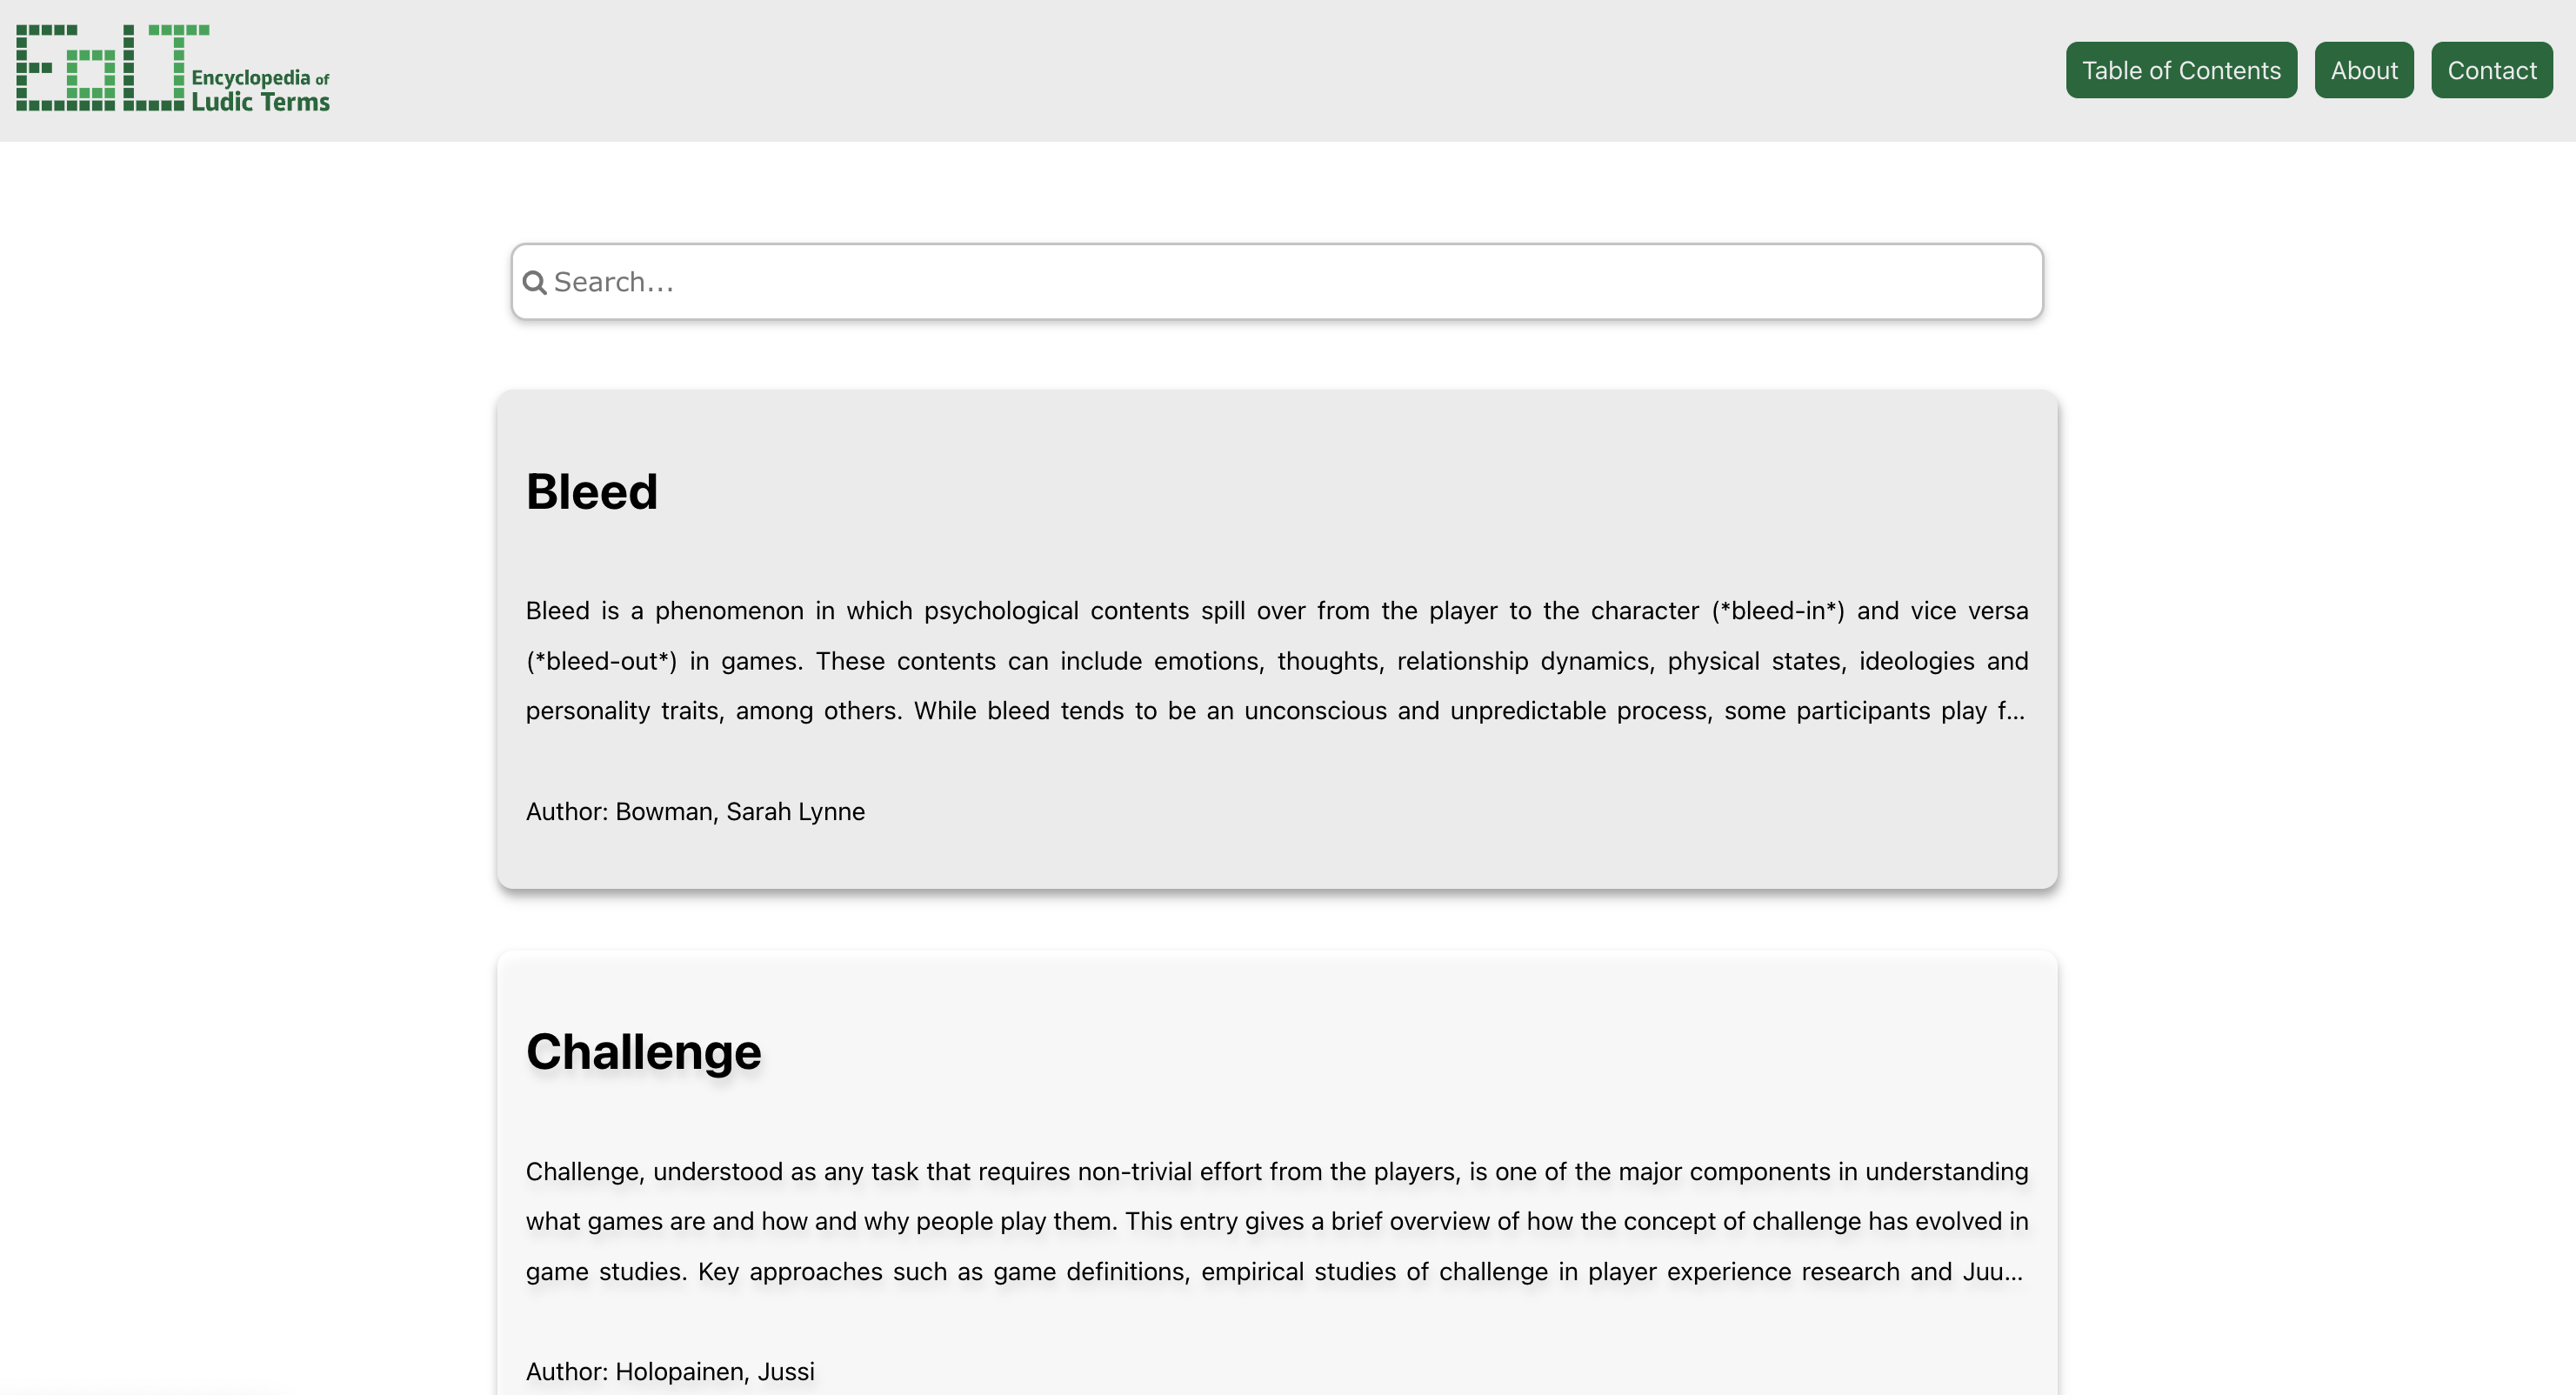 EoLT
Encyclopedia of
Ludic Terms
Table of Contents
About
Contact
Search...
Bleed
Bleed is a phenomenon in which psychological contents spill over from the player to the character (*bleed-in*) and vice versa
(*bleed-out*) in games. These contents can include emotions, thoughts, relationship dynamics, physical states, ideologies and
personality traits, among others. While bleed tends to be an unconscious and unpredictable process, some participants play f...
Author: Bowman, Sarah Lynne
Challenge
Challenge, understood as any task that requires non-trivial effort from the players, is one of the major components in understanding
what games are and how and why people play them. This entry gives a brief overview of how the concept of challenge has evolved in
game studies. Key approaches such as game definitions, empirical studies of challenge in player experience research and Juu...
Author: Holopainen, Jussi